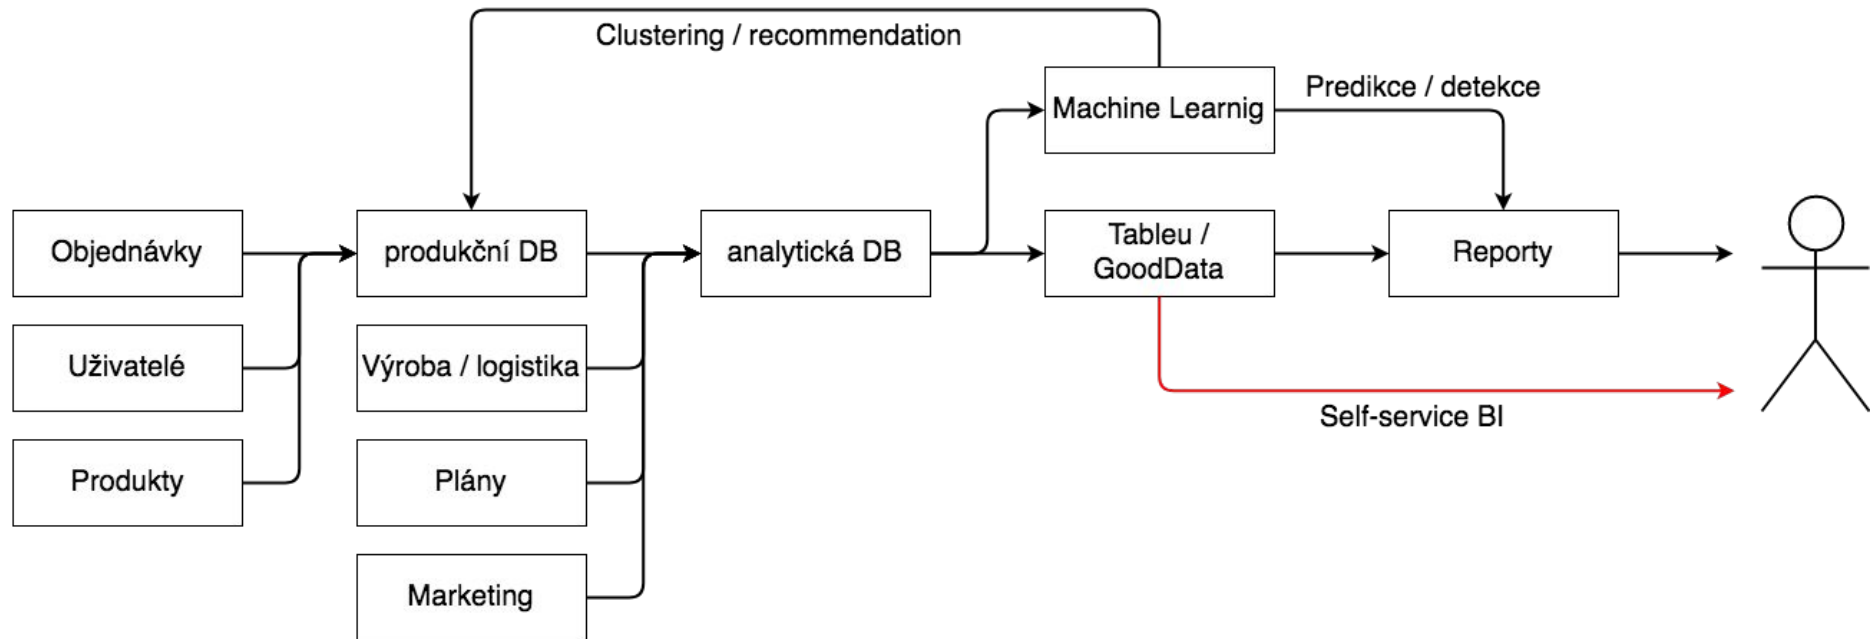 Clustering / recommendation
Machine Learnig
Predikce / detekce
Objednávky
produkční DB
analytická DB
Tableu /
GoodData
Reporty
Uživatelé
Výroba / logistika
Self-service BI
Produkty
Plány
Marketing